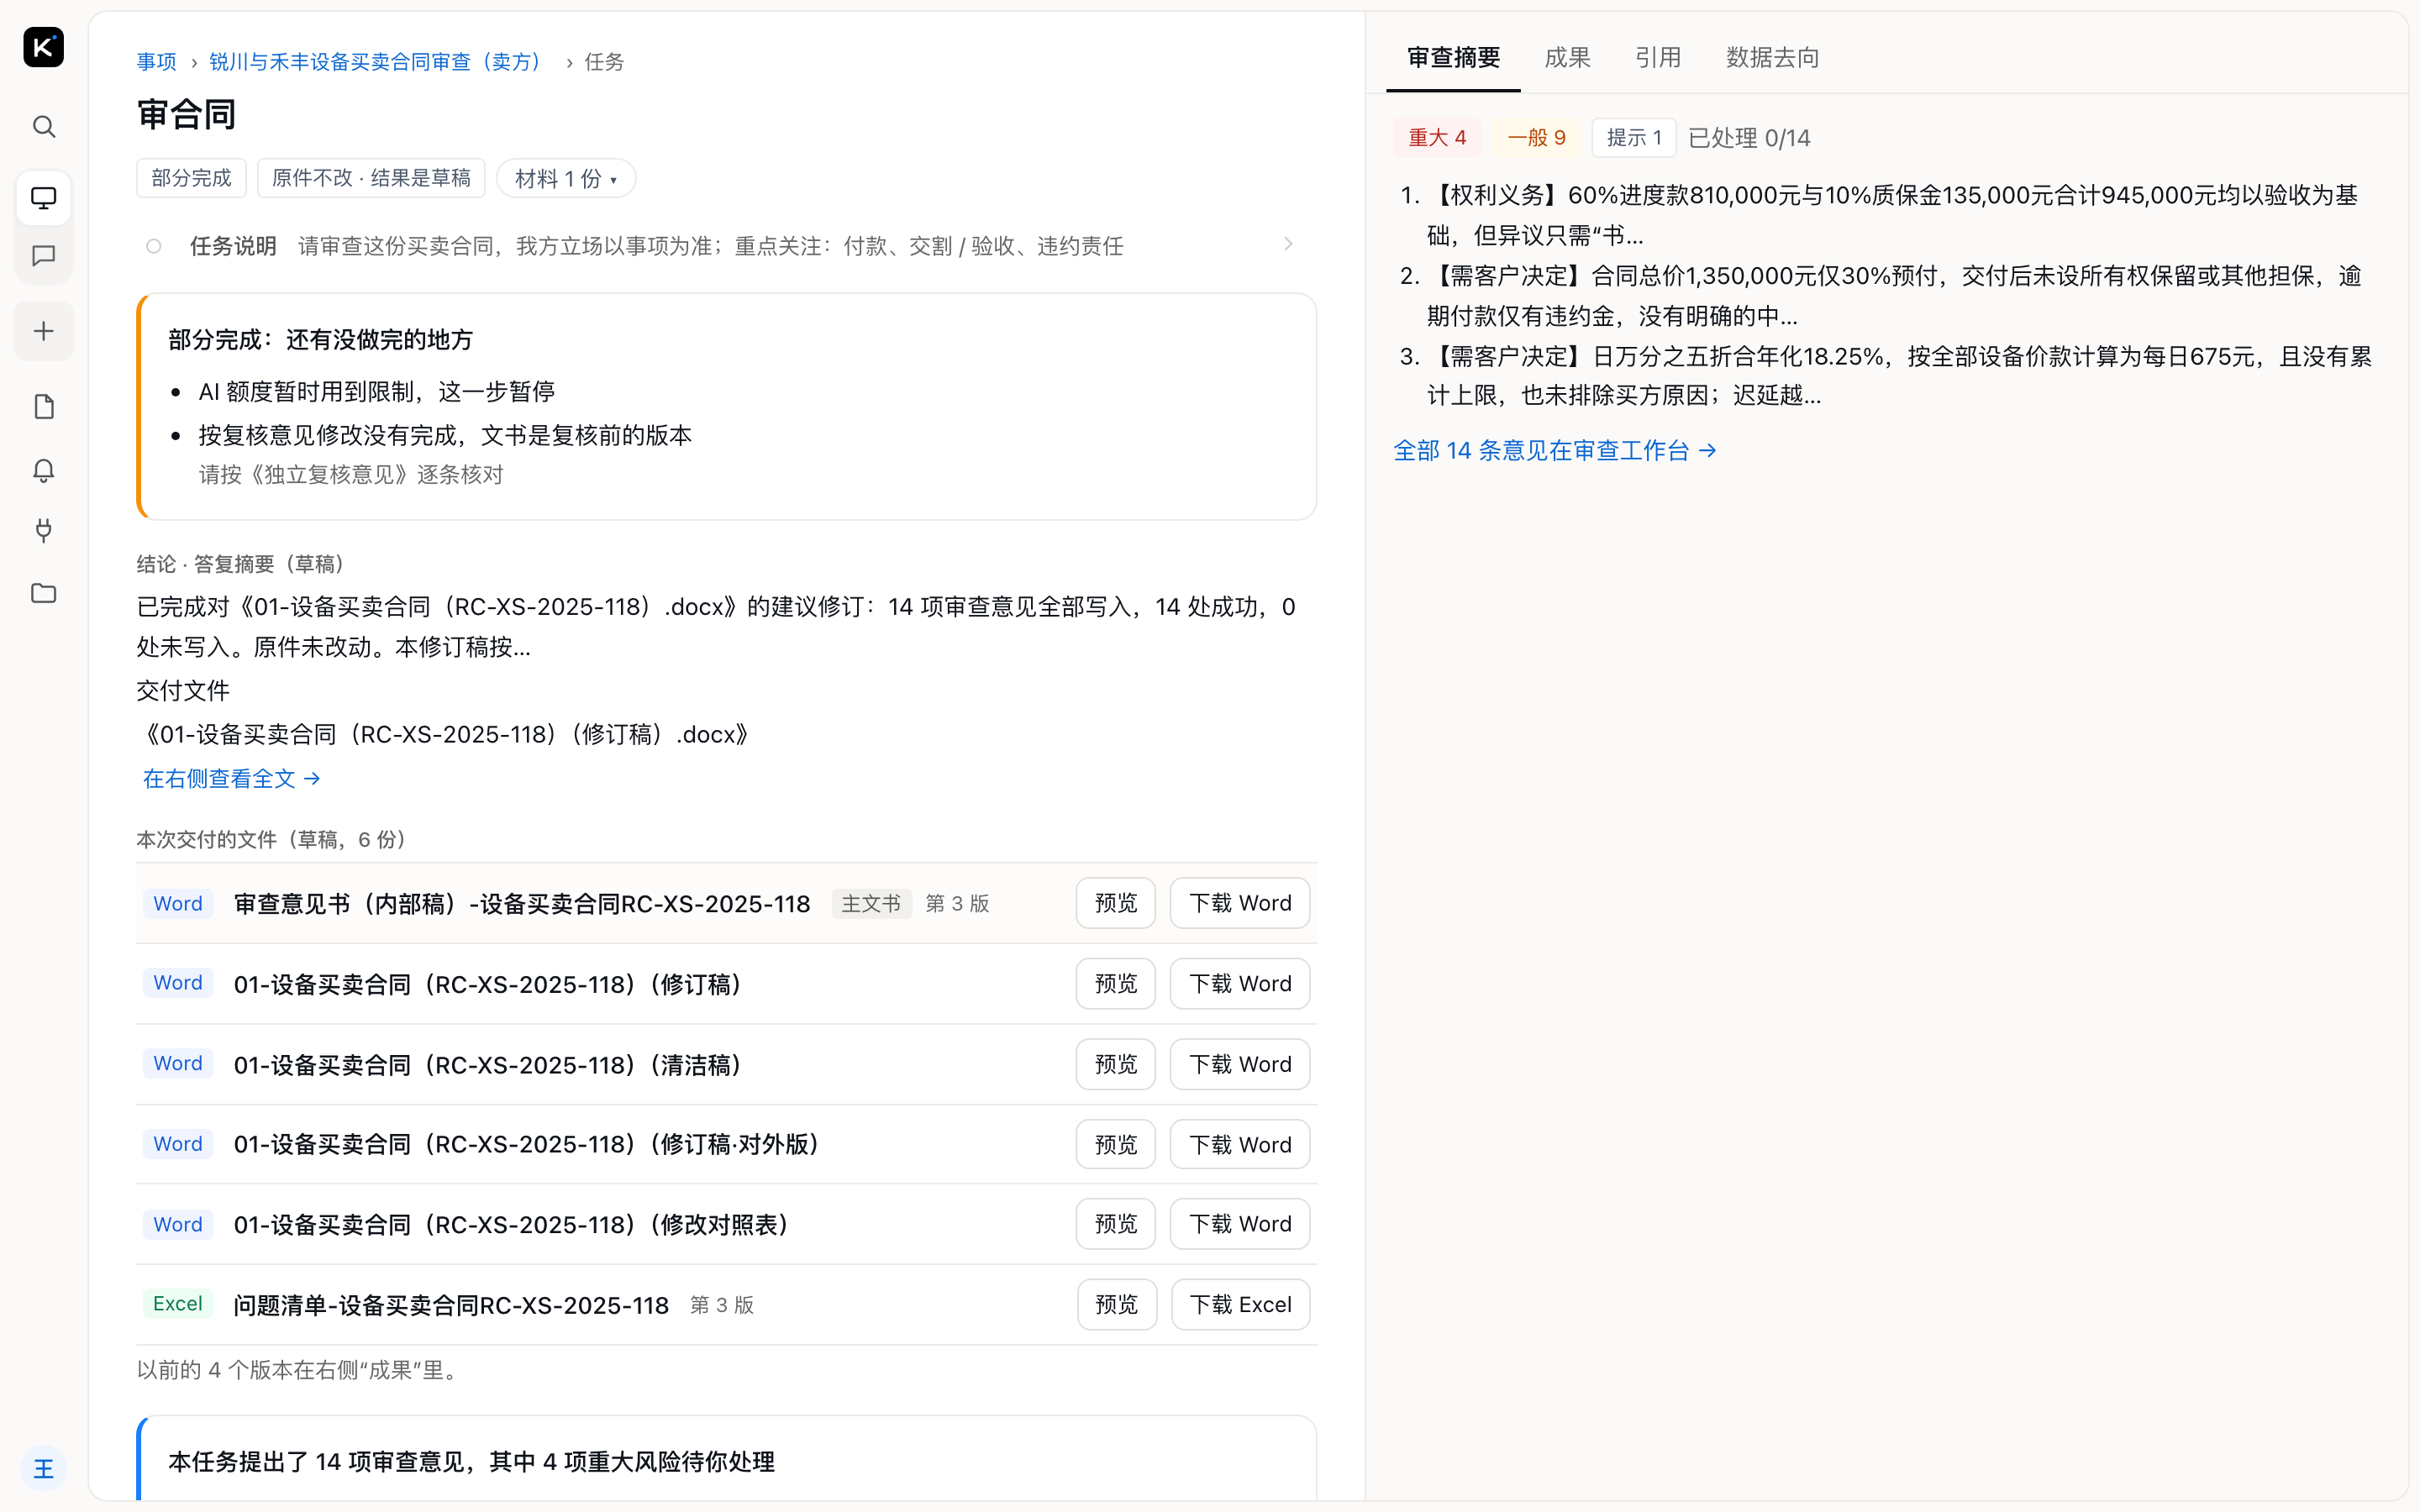 K
事项 › 锐川与禾丰设备买卖合同审查（卖方） › 任务
审合同
部分完成 原件不改 · 结果是草稿 材料 1 份 ▾
任务说明 请审查这份买卖合同，我方立场以事项为准；重点关注：付款、交割 / 验收、违约责任
部分完成：还有没做完的地方
• AI 额度暂时用到限制，这一步暂停
• 按复核意见修改没有完成，文书是复核前的版本
请按《独立复核意见》逐条核对
结论 · 答复摘要（草稿）
已完成对《01-设备买卖合同（RC-XS-2025-118）.docx》的建议修订：14 项审查意见全部写入，14 处成功，0
处未写入。原件未改动。本修订稿按...
交付文件
《01-设备买卖合同（RC-XS-2025-118）（修订稿）.docx》
在右侧查看全文 →
本次交付的文件（草稿，6 份）
Word 审查意见书（内部稿）-设备买卖合同RC-XS-2025-118 主文书 第 3 版 预览 下载 Word
Word 01-设备买卖合同（RC-XS-2025-118）（修订稿） 预览 下载 Word
Word 01-设备买卖合同（RC-XS-2025-118）（清洁稿） 预览 下载 Word
Word 01-设备买卖合同（RC-XS-2025-118）（修订稿·对外版） 预览 下载 Word
Word 01-设备买卖合同（RC-XS-2025-118）（修改对照表） 预览 下载 Word
Excel 问题清单-设备买卖合同RC-XS-2025-118 第 3 版 预览 下载 Excel
以前的 4 个版本在右侧“成果”里。
本任务提出了 14 项审查意见，其中 4 项重大风险待你处理
王
审查摘要 成果 引用 数据去向
重大 4 一般 9 提示 1 已处理 0/14
1. 【权利义务】60%进度款810,000元与10%质保金135,000元合计945,000元均以验收为基
础，但异议只需“书...
2. 【需客户决定】合同总价1,350,000元仅30%预付，交付后未设所有权保留或其他担保，逾
期付款仅有违约金，没有明确的中...
3. 【需客户决定】日万分之五折合年化18.25%，按全部设备价款计算为每日675元，且没有累
计上限，也未排除买方原因；迟延越...
全部 14 条意见在审查工作台 →